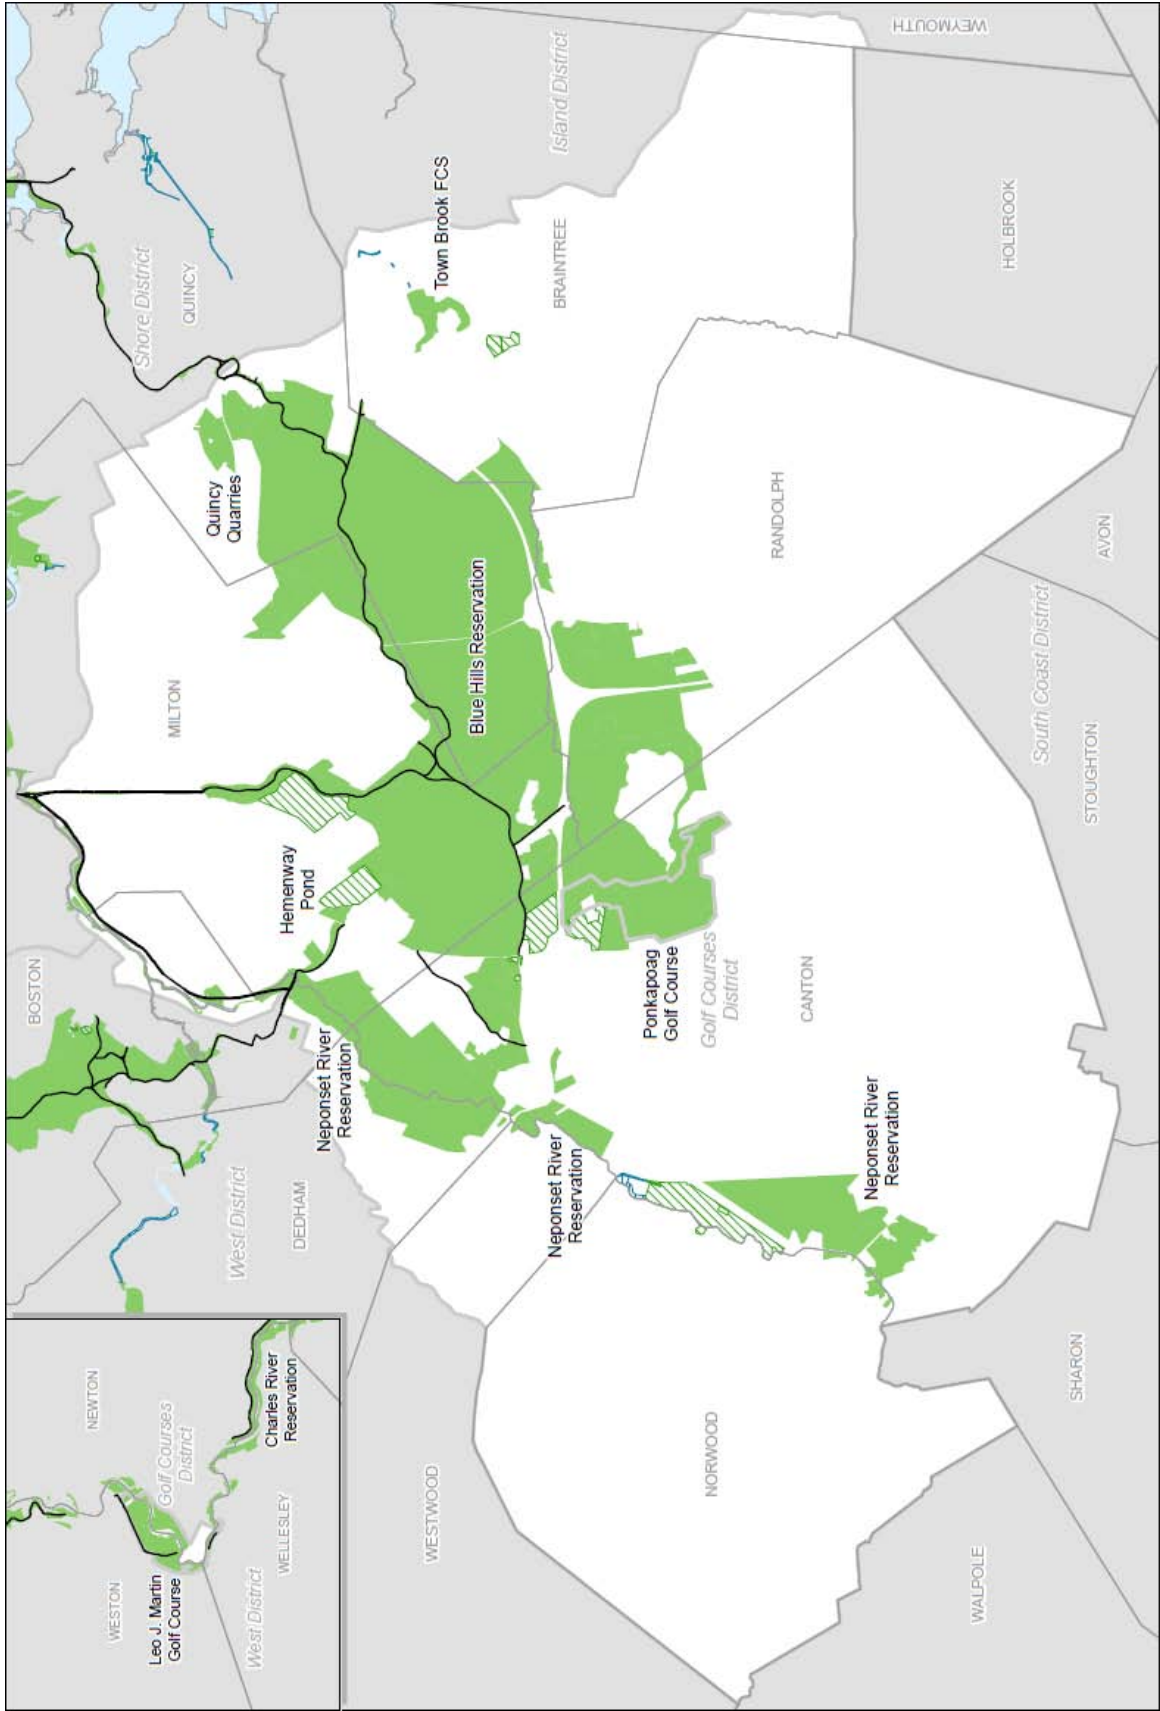 NEWTON
WESTON
Golf Courses
District
Leo J. Martin
Golf Course
Charles River
Reservation
WELLESLEY
West District
BOSTON
MILTON
Shore District
QUINCY
Quincy
Quarries
Hemenway
Pond
West District
DEDHAM
Neponset River
Reservation
Blue Hills Reservation
Town Brook FCS
Island District
WEYMOUTH
BRAINTREE
WESTWOOD
Neponset River
Reservation
Ponkapoag
Golf Course
Golf Courses
District
RANDOLPH
NORWOOD
CANTON
Neponset River
Reservation
HOLBROOK
AVON
South Coast District
STOUGHTON
SHARON
WALPOLE